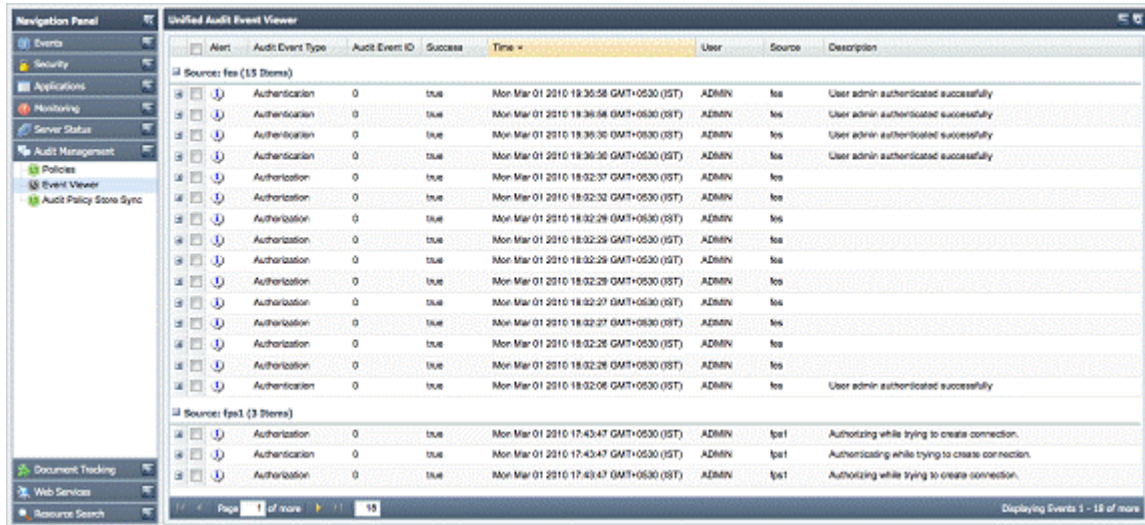 Navigation Panel
Events
Security
Applications
Monitoring
Server Status
Audit Management
Policies
Event Viewer
Audit Policy Store Sync
Document Tracking
Web Services
Resource Search
Unified Audit Event Viewer
Alert Audit Event Type Audit Event ID Success Time User Source Description
Source: fes (15 Items)
Authentication 0 true Mon Mar 01 2010 19:36:58 GMT+0530 (IST) ADMIN fes User admin authenticated successfully
Authentication 0 true Mon Mar 01 2010 19:36:58 GMT+0530 (IST) ADMIN fes User admin authenticated successfully
Authentication 0 true Mon Mar 01 2010 19:36:30 GMT+0530 (IST) ADMIN fes User admin authenticated successfully
Authentication 0 true Mon Mar 01 2010 19:36:30 GMT+0530 (IST) ADMIN fes User admin authenticated successfully
Authorization 0 true Mon Mar 01 2010 18:02:37 GMT+0530 (IST) ADMIN fes
Authorization 0 true Mon Mar 01 2010 18:02:32 GMT+0530 (IST) ADMIN fes
Authorization 0 true Mon Mar 01 2010 18:02:29 GMT+0530 (IST) ADMIN fes
Authorization 0 true Mon Mar 01 2010 18:02:29 GMT+0530 (IST) ADMIN fes
Authorization 0 true Mon Mar 01 2010 18:02:29 GMT+0530 (IST) ADMIN fes
Authorization 0 true Mon Mar 01 2010 18:02:29 GMT+0530 (IST) ADMIN fes
Authorization 0 true Mon Mar 01 2010 18:02:27 GMT+0530 (IST) ADMIN fes
Authorization 0 true Mon Mar 01 2010 18:02:27 GMT+0530 (IST) ADMIN fes
Authorization 0 true Mon Mar 01 2010 18:02:26 GMT+0530 (IST) ADMIN fes
Authorization 0 true Mon Mar 01 2010 18:02:26 GMT+0530 (IST) ADMIN fes
Authentication 0 true Mon Mar 01 2010 18:02:06 GMT+0530 (IST) ADMIN fes User admin authenticated successfully
Source: fps1 (3 Items)
Authorization 0 true Mon Mar 01 2010 17:43:47 GMT+0530 (IST) ADMIN fps1 Authorizing while trying to create connection.
Authentication 0 true Mon Mar 01 2010 17:43:47 GMT+0530 (IST) ADMIN fps1 Authenticating while trying to create connection.
Authorization 0 true Mon Mar 01 2010 17:43:47 GMT+0530 (IST) ADMIN fps1 Authorizing while trying to create connection.
Page 1 of more 18 Displaying Events 1 - 18 of more